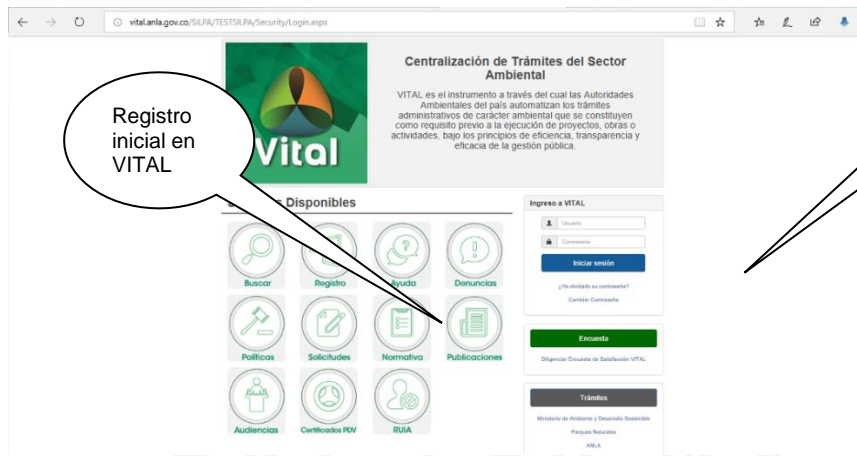 vital.anla.gov.co/SILPA/TESTSILPA/Security/Login.aspx
Centralización de Trámites del Sector
Ambiental
VITAL es el instrumento a través del cual las Autoridades
Ambientales del país automatizan los trámites
administrativos de carácter ambiental que se constituyen
como requisito previo a la ejecución de proyectos, obras o
actividades, bajo los principios de eficiencia, transparencia y
eficacia de la gestión pública.
Vital
Registro
inicial en
VITAL
Disponibles
Buscar
Registro
Ayuda
Denuncias
Políticas
Solicitudes
Normativa
Publicaciones
Audiencias
Certificados PDV
RUIA
Ingreso a VITAL
Usuario
Contraseña
Iniciar sesión
¿Ha olvidado su contraseña?
Cambiar Contraseña
Encuesta
Diligenciar Encuesta de Satisfacción VITAL
Trámites
Ministerio de Ambiente y Desarrollo Sostenible
Parques Naturales
ANLA